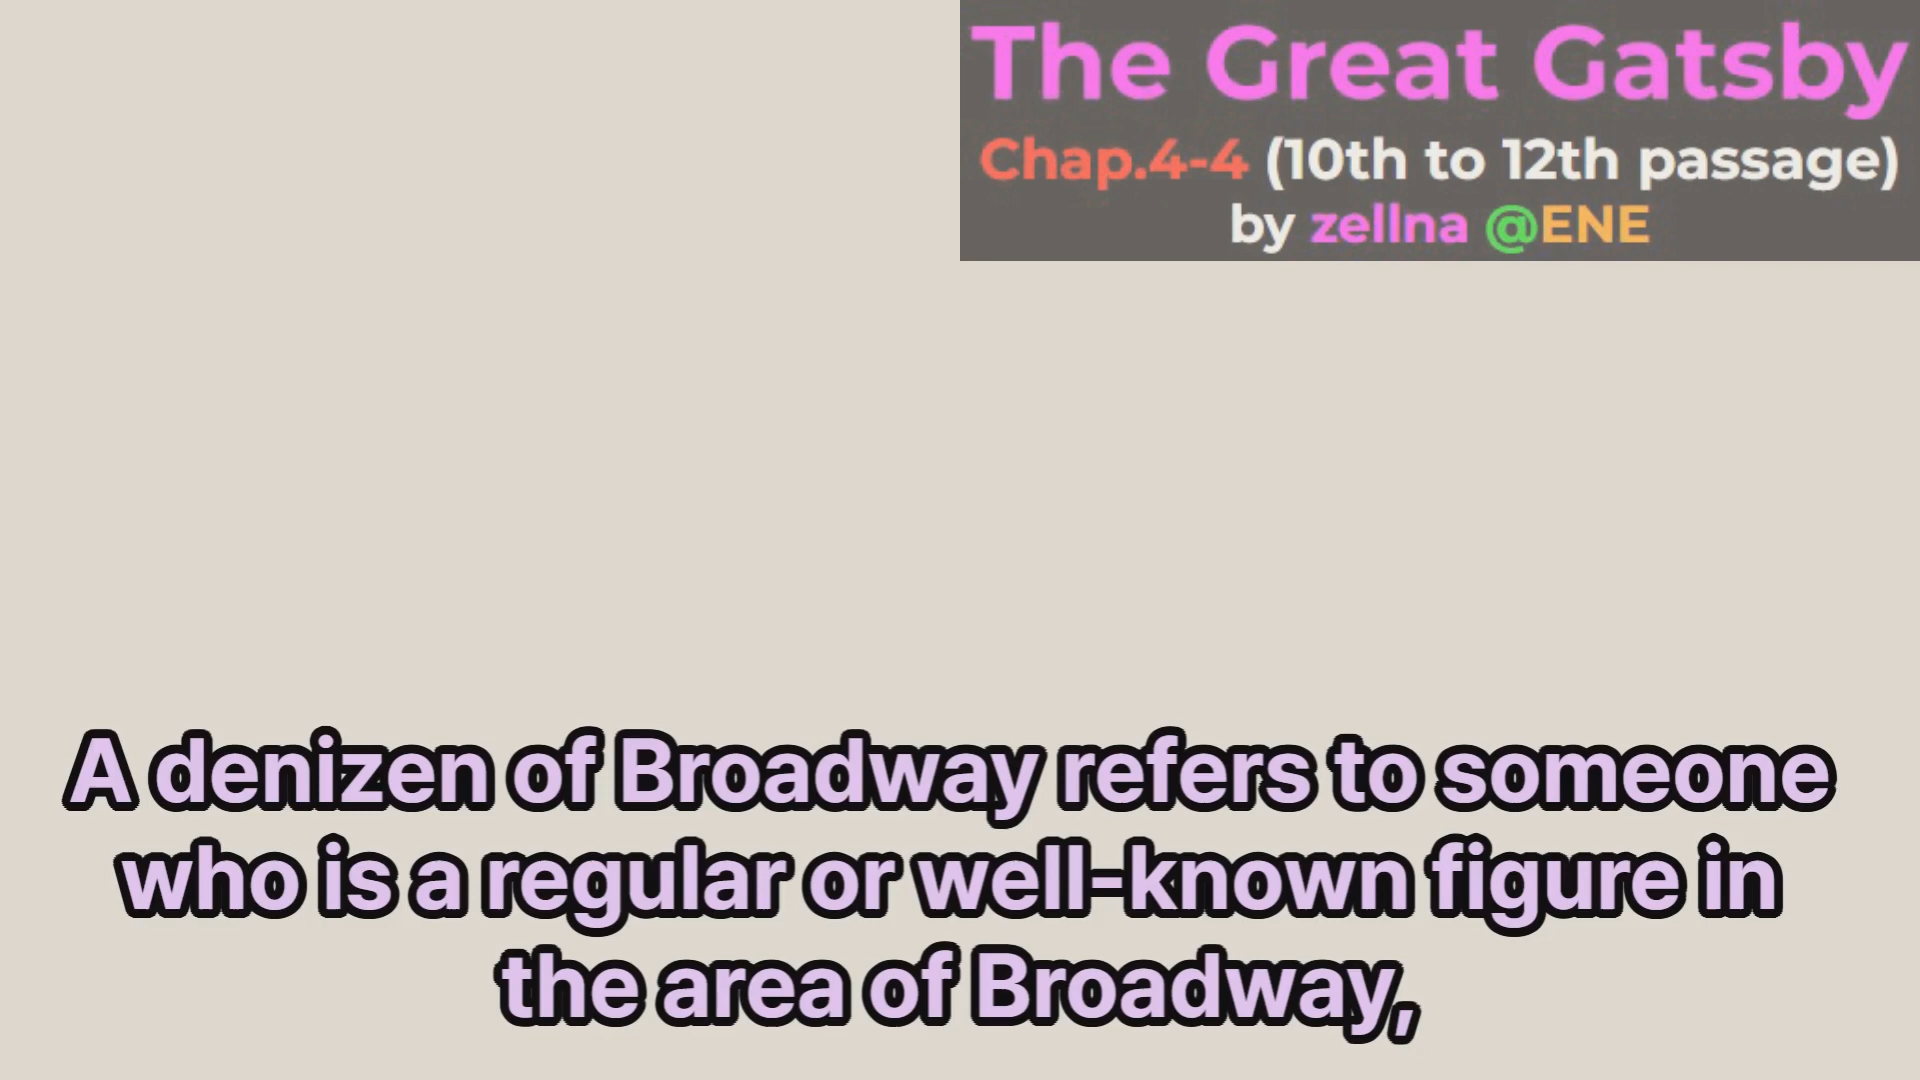 The Great Gatsby
Chap.4-4 (10th to 12th passage)
by zellna @ENE
A denizen of Broadway refers to someone
who is a regular or well-known figure in
the area of Broadway,